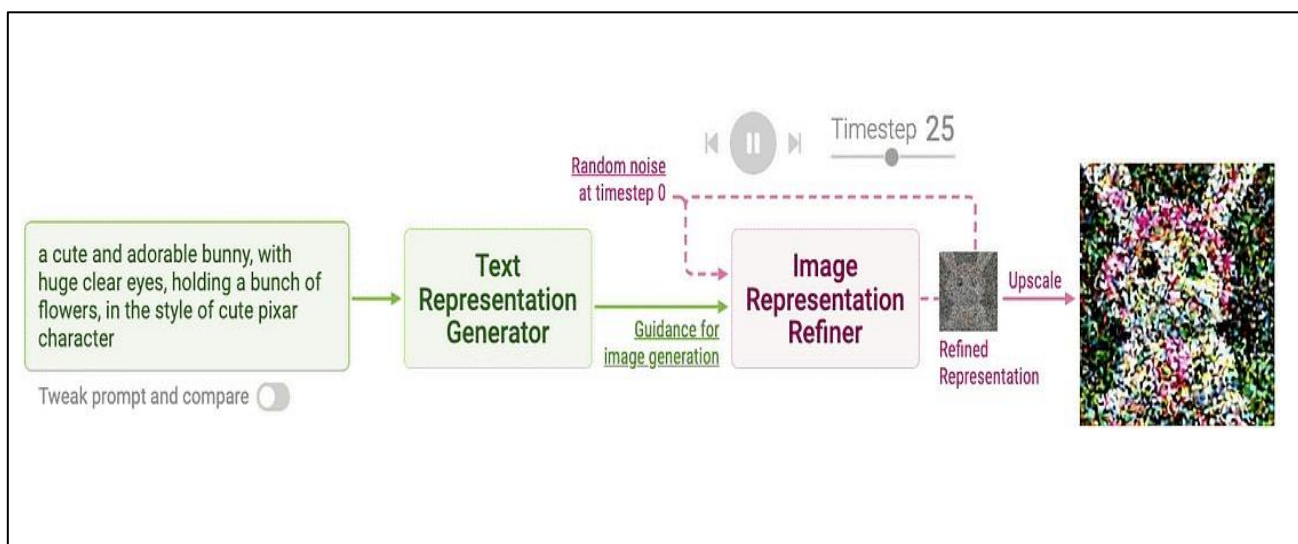 Timestep 25
Random noise
at timestep 0
a cute and adorable bunny, with
huge clear eyes, holding a bunch of
flowers, in the style of cute pixar
character
Tweak prompt and compare
Text
Representation
Generator
Guidance for
image generation
Image
Representation
Refiner
Refined
Representation
Upscale